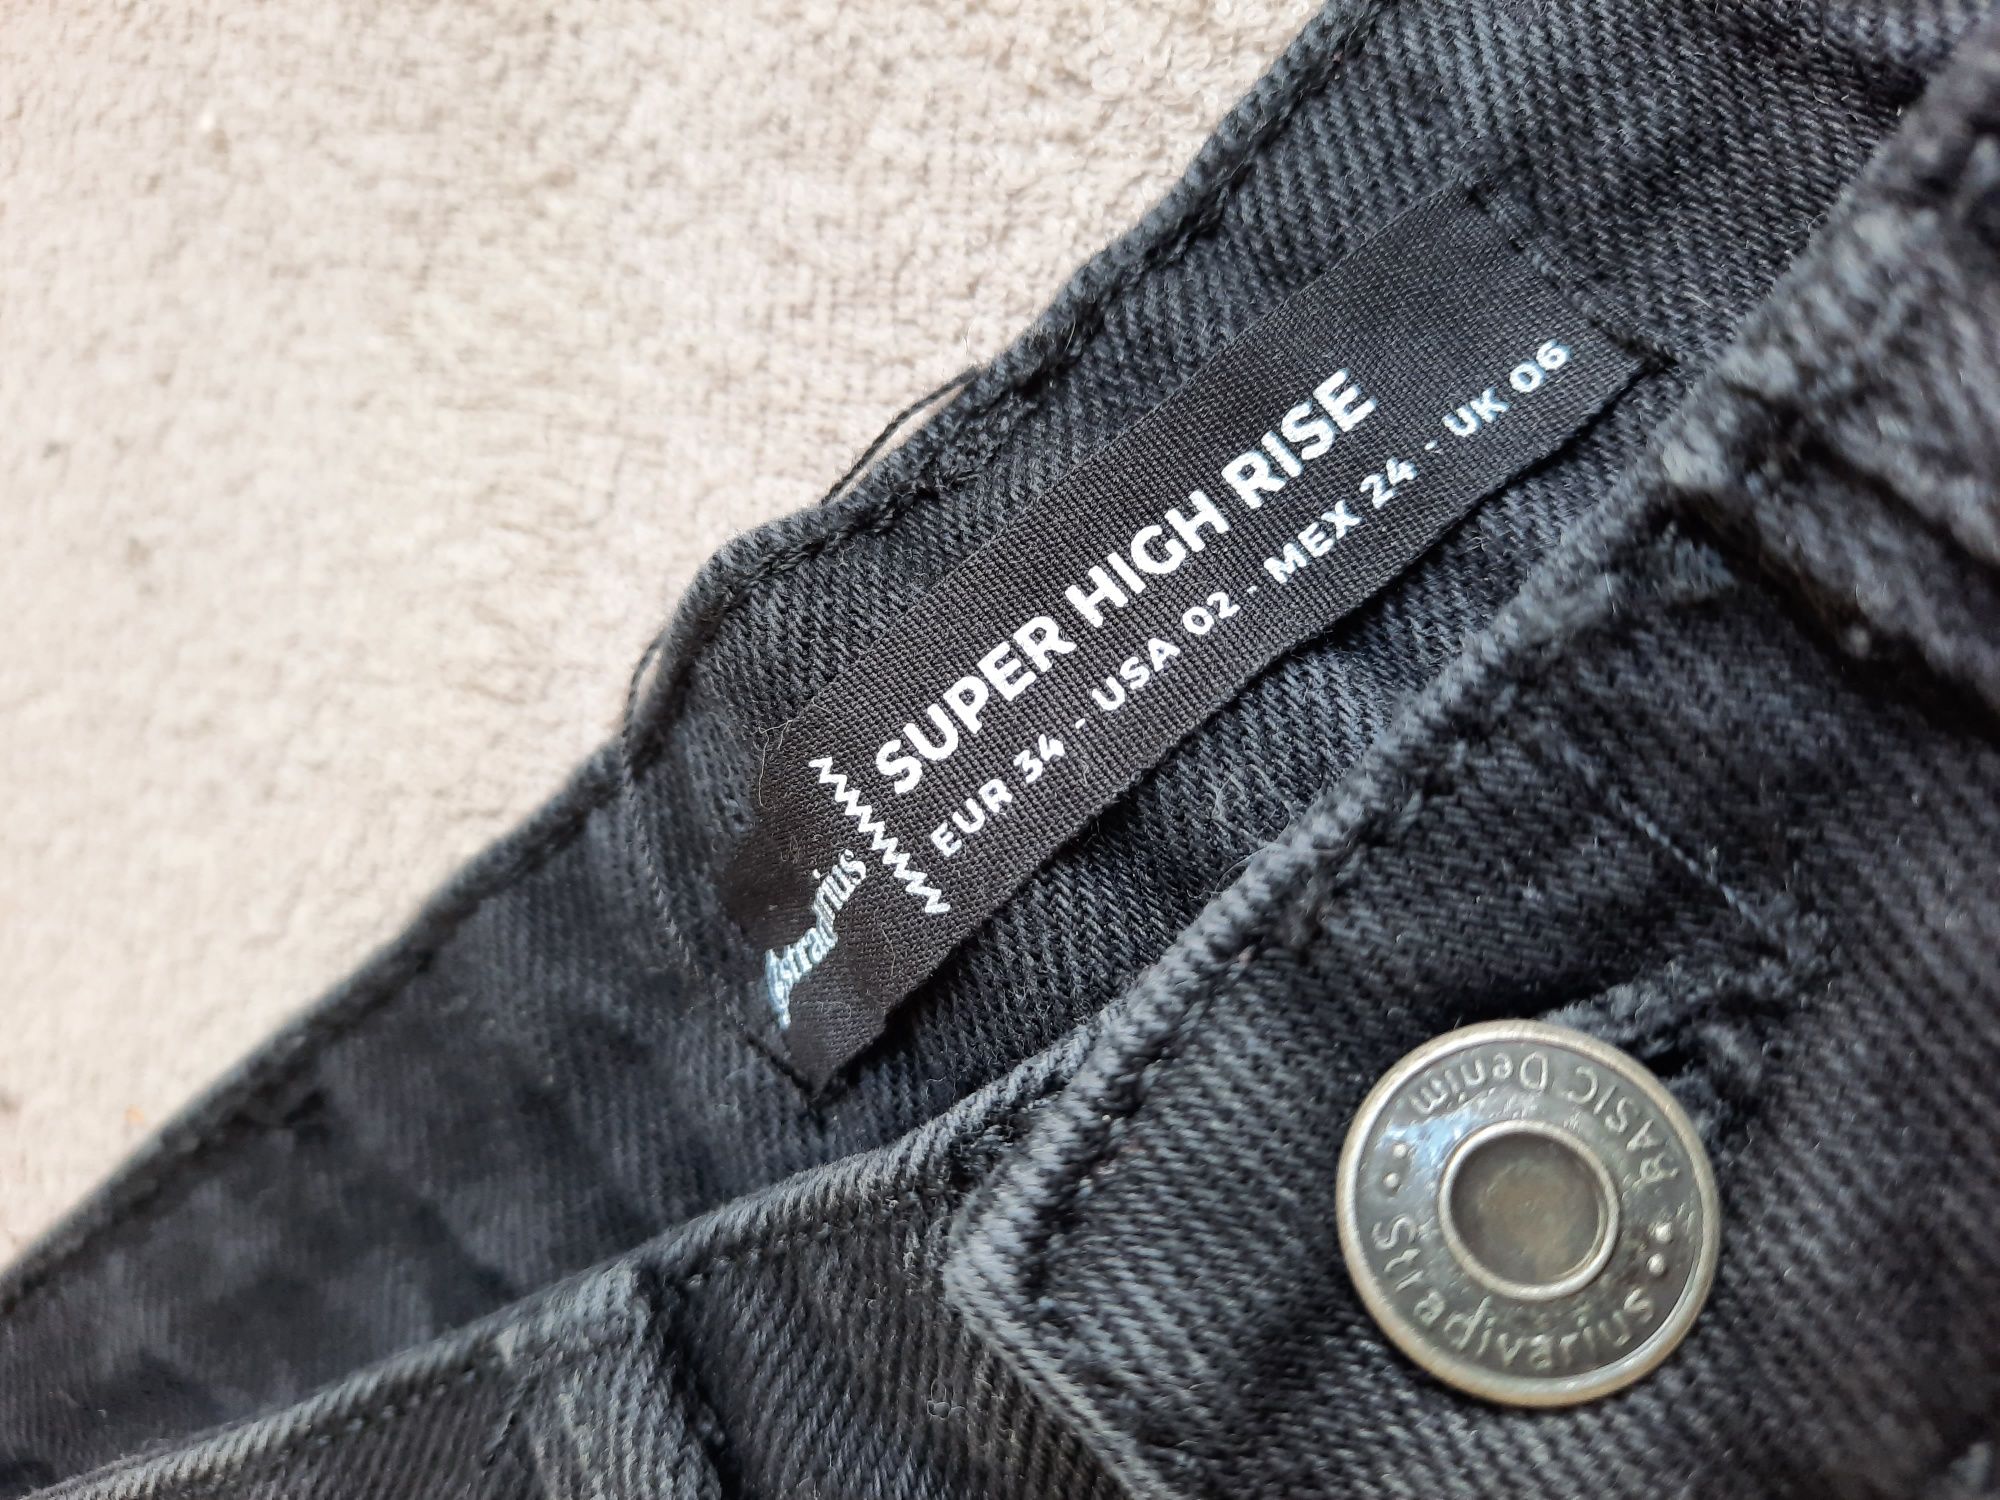 Stradivarius
SUPER HIGH RISE
EUR 34 - USA 02 - MEX 24 - UK 06
Stradivarius
BASIC Denim